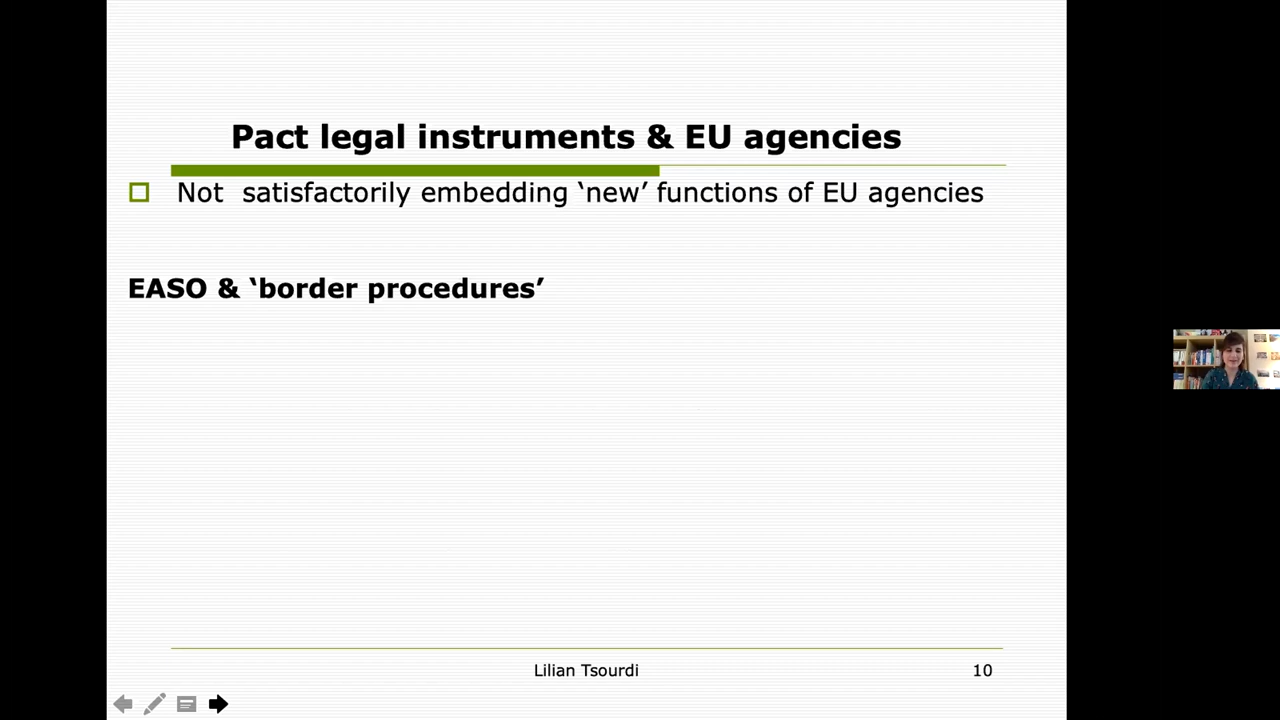 Pact legal instruments & EU agencies
Not  satisfactorily embedding ‘new’ functions of EU agencies
EASO & ‘border procedures’
Lilian Tsourdi
10